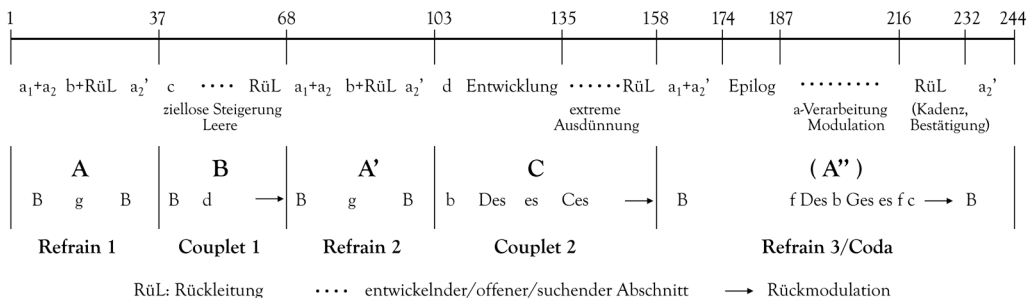 1 37 68 103 135 158 174 187 216 232 244
a₁+a₂ b+RüL a₂’ c ···· RüL a₁+a₂ b+RüL a₂’ d Entwicklung ······RüL a₁+a₂’ Epilog ········· RüL a₂’
ziellose Steigerung extreme a-Verarbeitung (Kadenz,
Leere Ausdünnung Modulation Bestätigung)
A B A’ C ( A” )
B g B B d → B g B b Des es Ces → B f Des b Ges es f c → B
Refrain 1 Couplet 1 Refrain 2 Couplet 2 Refrain 3/Coda
RüL: Rückleitung ···· entwickelnder/offener/suchender Abschnitt → Rückmodulation